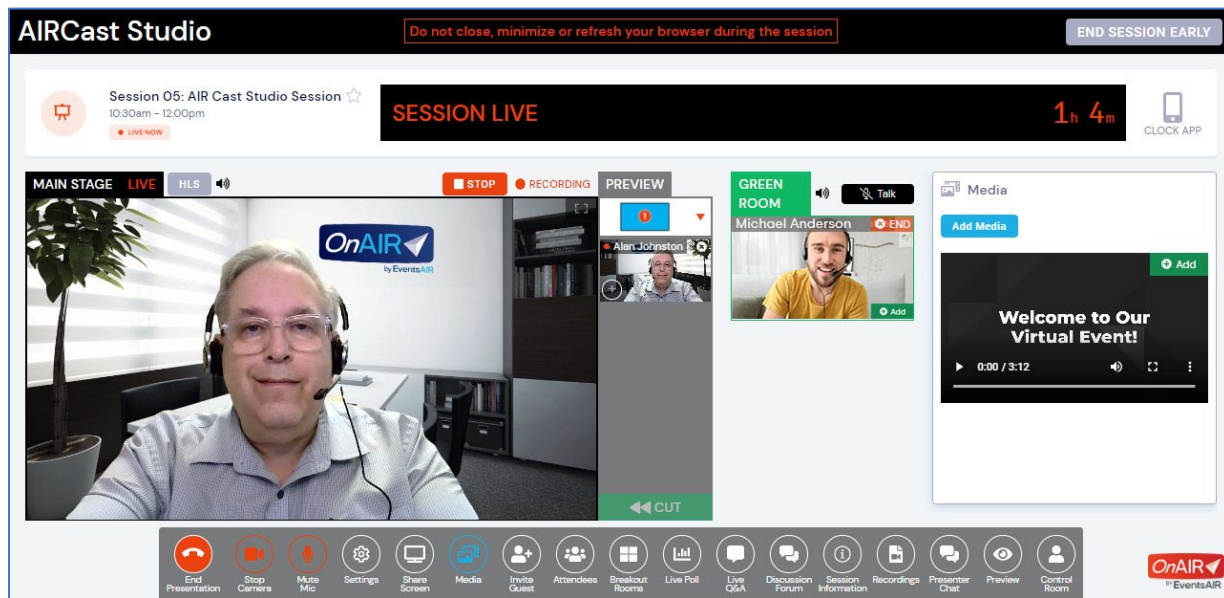 AIRCast Studio
Do not close, minimize or refresh your browser during the session
END SESSION EARLY
Session 05: AIR Cast Studio Session
10:30am - 12:00pm
LIVE NOW
SESSION LIVE
1h 4m
CLOCK APP
MAIN STAGE LIVE
HLS
STOP
RECORDING
PREVIEW
GREEN
ROOM
Talk
Media
OnAIR
by EventsAIR
1
Alan Johnston
Michael Anderson
END
Add
Add Media
Add
Welcome to Our
Virtual Event!
0:00 / 3:12
CUT
End
Presentation
Stop
Camera
Mute
Mic
Settings
Share
Screen
Media
Invite
Guest
Attendees
Breakout
Rooms
Live Poll
Live
Q&A
Discussion
Forum
Session
Information
Recordings
Presenter
Chat
Preview
Control
Room
OnAIR
BY EventsAIR